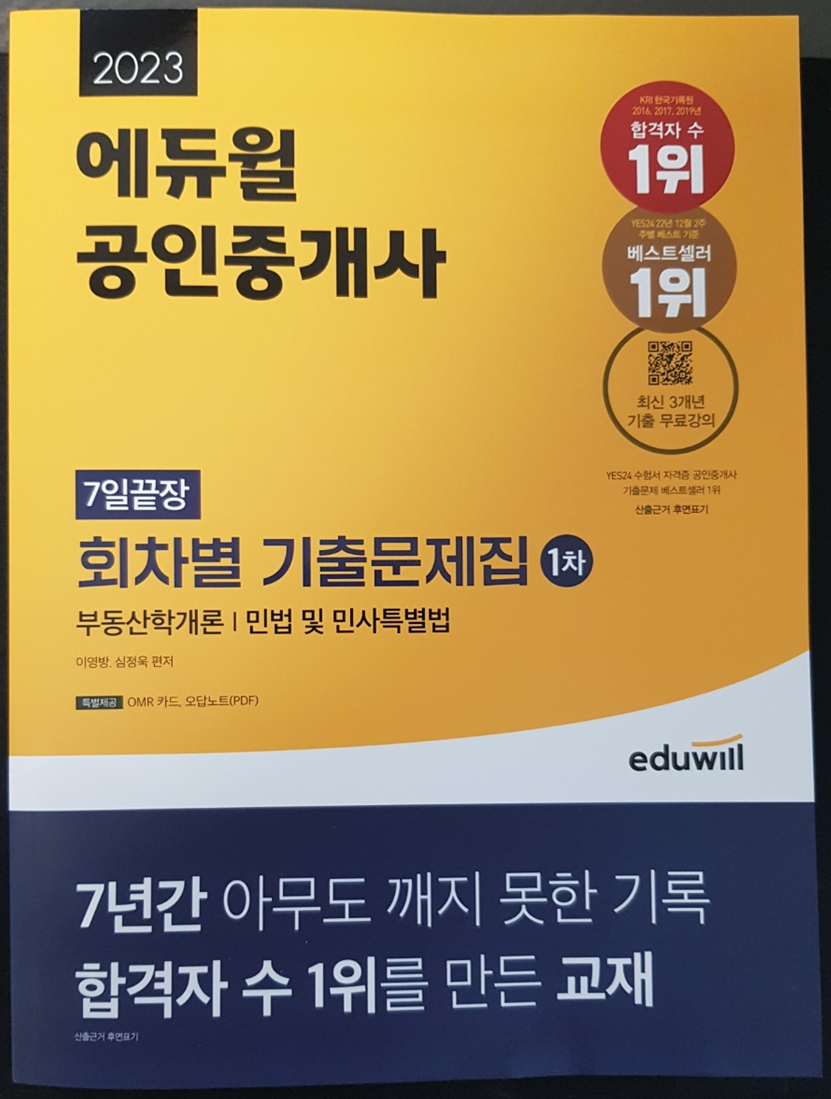 2023
에듀윌
공인중개사
KRI 한국기록원
2016, 2017, 2019년
합격자 수
1위
YES24 22년 12월 2주
주별 베스트 기준
베스트셀러
1위
최신 3개년
기출 무료강의
YES24 수험서 자격증 공인중개사
기출문제 베스트셀러 1위
산출근거 후면표기
7일끝장
회차별 기출문제집 1차
부동산학개론 | 민법 및 민사특별법
이영방, 심정욱 편저
특별제공 OMR 카드, 오답노트(PDF)
eduwill
7년간 아무도 깨지 못한 기록
합격자 수 1위를 만든 교재
산출근거 후면표기